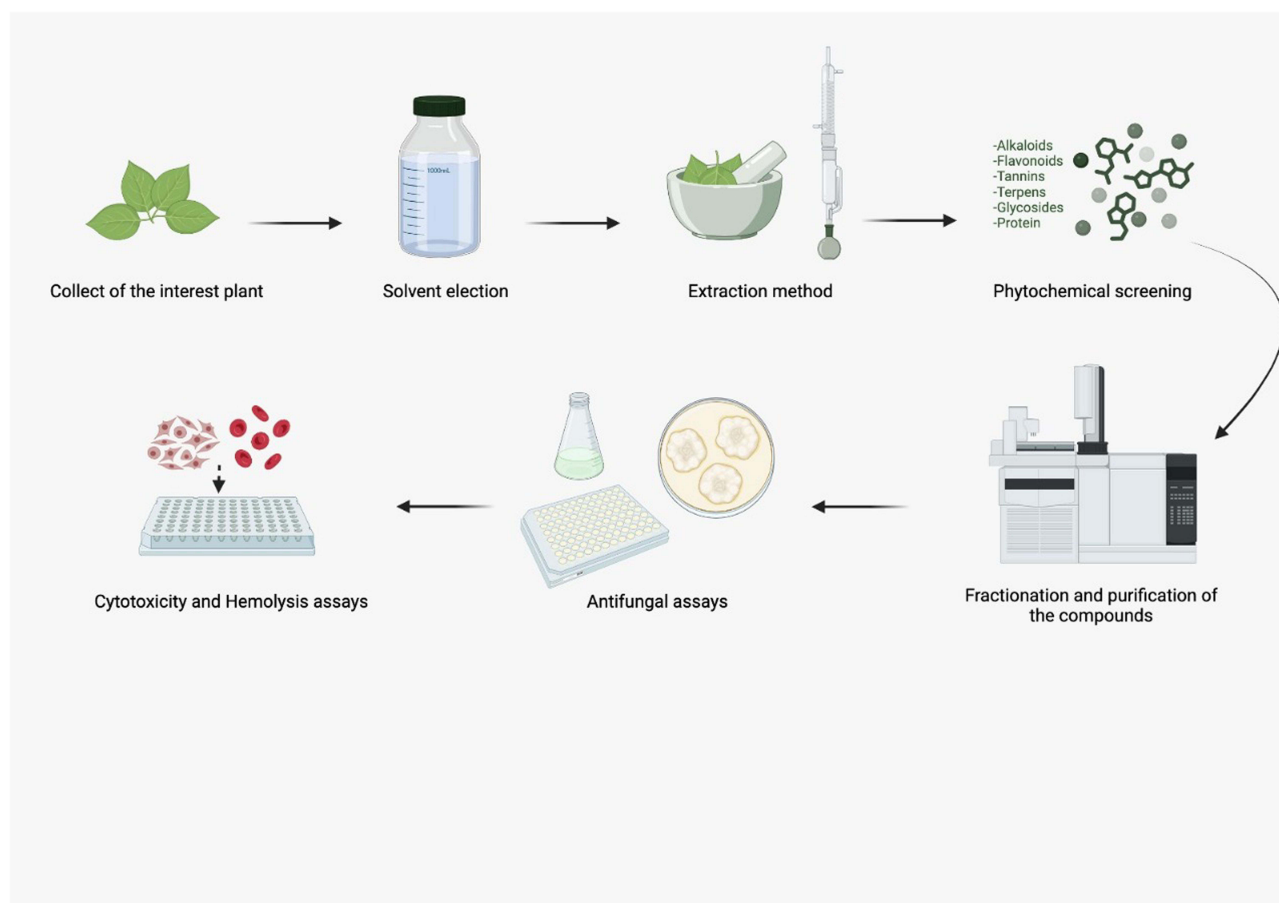 Collect of the interest plant
Solvent election
1000mL
Extraction method
-Alkaloids
-Flavonoids
-Tannins
-Terpens
-Glycosides
-Protein
Phytochemical screening
Fractionation and purification of
the compounds
Antifungal assays
Cytotoxicity and Hemolysis assays